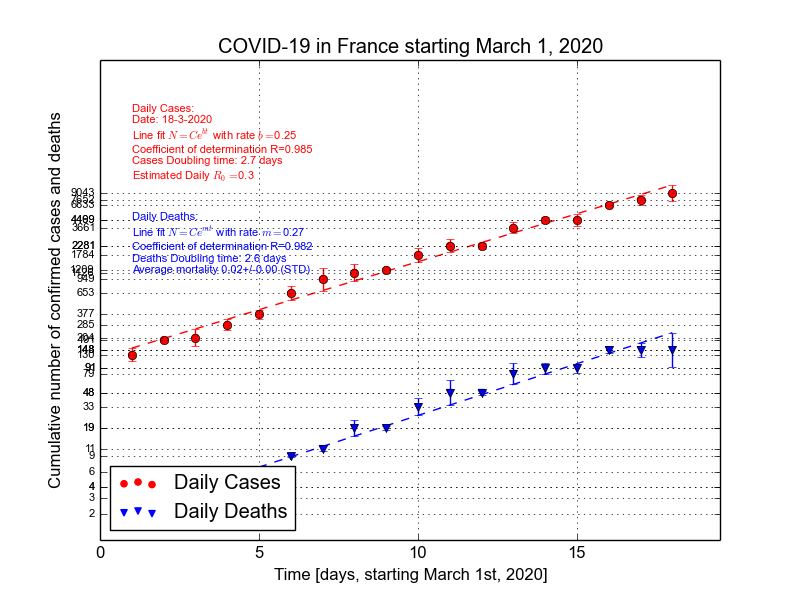 COVID-19 in France starting March 1, 2020
Daily Cases:
Date: 18-3-2020
Line fit N=Ce^{bt} with rate b=0.25
Coefficient of determination R=0.985
Cases Doubling time: 2.7 days
Estimated Daily R_0=0.3
Daily Deaths:
Line fit N=Ce^{mt} with rate m=0.27
Coefficient of determination R=0.982
Deaths Doubling time: 2.6 days
Average mortality 0.02+/-0.00 (STD)
Cumulative number of confirmed cases and deaths
9043
6633
3661
2281
1784
949
653
377
285
204
148
130
91
79
48
33
19
11
9
6
4
3
2
Daily Cases
Daily Deaths
0 5 10 15
Time [days, starting March 1st, 2020]